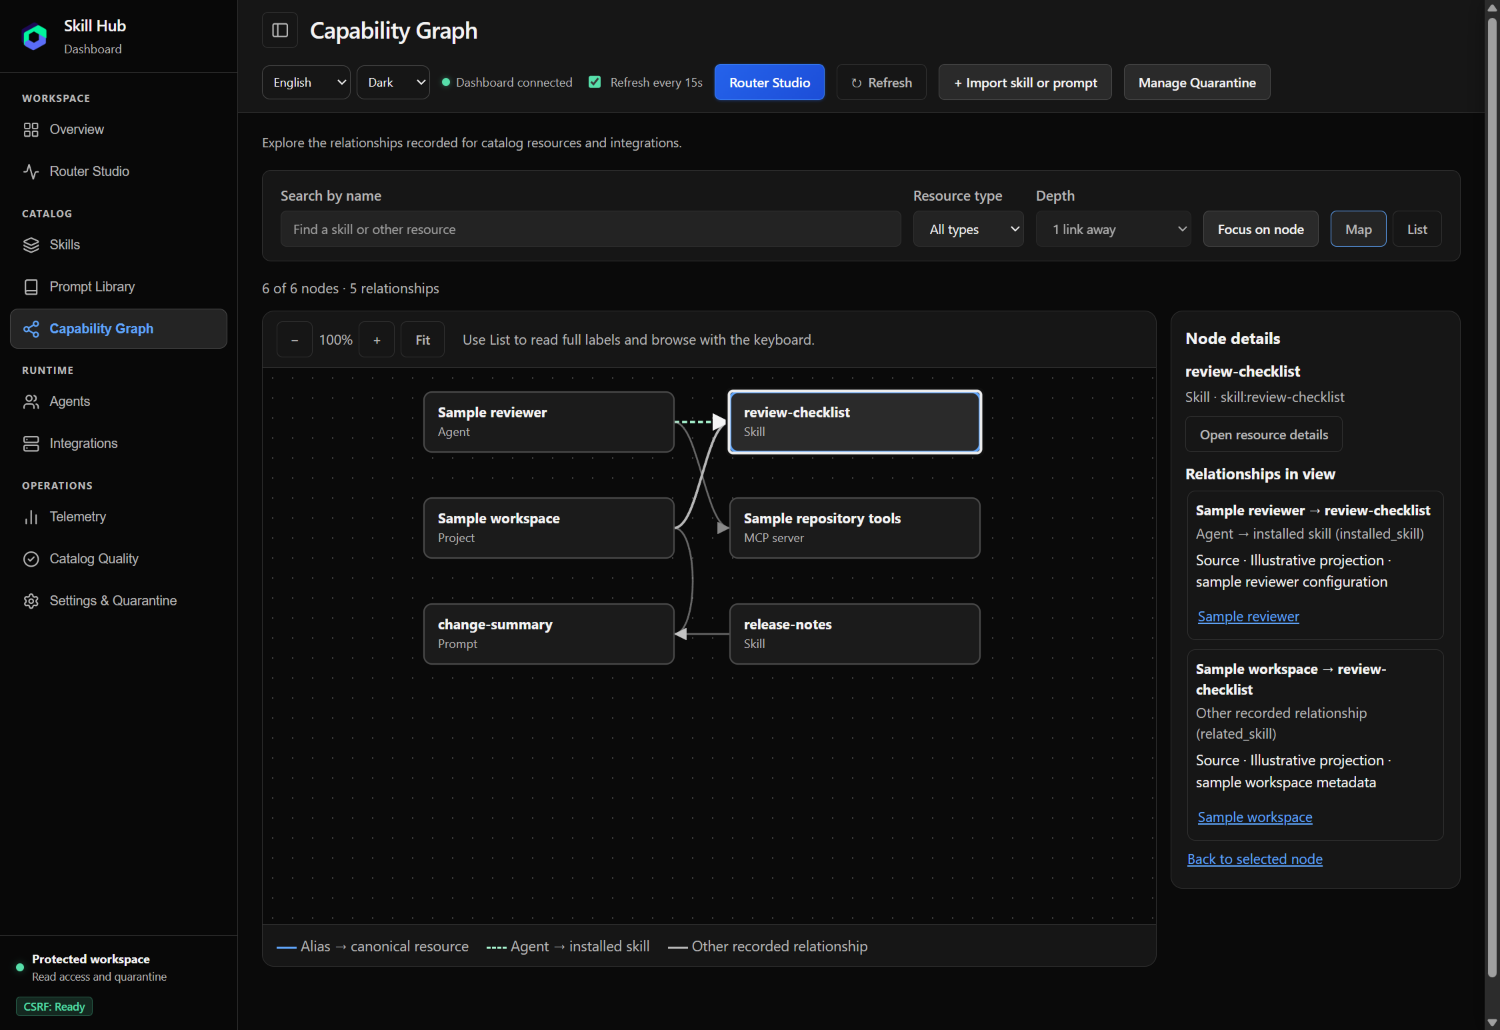 Skill Hub
Dashboard
WORKSPACE
Overview
Router Studio
CATALOG
Skills
Prompt Library
Capability Graph
RUNTIME
Agents
Integrations
OPERATIONS
Telemetry
Catalog Quality
Settings & Quarantine
Protected workspace
Read access and quarantine
CSRF: Ready
Capability Graph
English
Dark
Dashboard connected
Refresh every 15s
Router Studio
↻ Refresh
+ Import skill or prompt
Manage Quarantine
Explore the relationships recorded for catalog resources and integrations.
Search by name
Find a skill or other resource
Resource type
All types
Depth
1 link away
Focus on node
Map
List
6 of 6 nodes · 5 relationships
− 100% + Fit
Use List to read full labels and browse with the keyboard.
Sample reviewer
Agent
review-checklist
Skill
Sample workspace
Project
Sample repository tools
MCP server
change-summary
Prompt
release-notes
Skill
Alias → canonical resource
Agent → installed skill
Other recorded relationship
Node details
review-checklist
Skill · skill:review-checklist
Open resource details
Relationships in view
Sample reviewer → review-checklist
Agent → installed skill (installed_skill)
Source · Illustrative projection ·
sample reviewer configuration
Sample reviewer
Sample workspace → review-
checklist
Other recorded relationship
(related_skill)
Source · Illustrative projection ·
sample workspace metadata
Sample workspace
Back to selected node